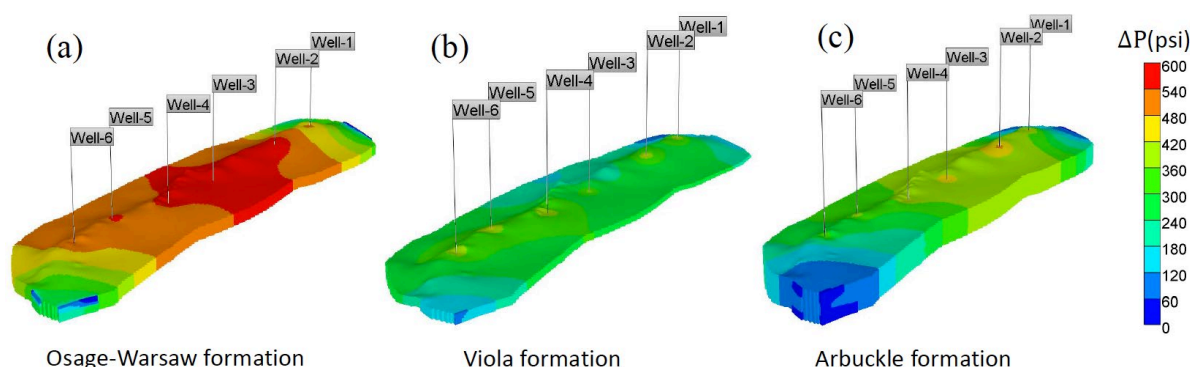 (a)
Well-1
Well-2
Well-3
Well-4
Well-5
Well-6
Osage-Warsaw formation
(b)
Well-1
Well-2
Well-3
Well-4
Well-5
Well-6
Viola formation
(c)
Well-1
Well-2
Well-3
Well-4
Well-5
Well-6
Arbuckle formation
ΔP(psi)
600
540
480
420
360
300
240
180
120
60
0